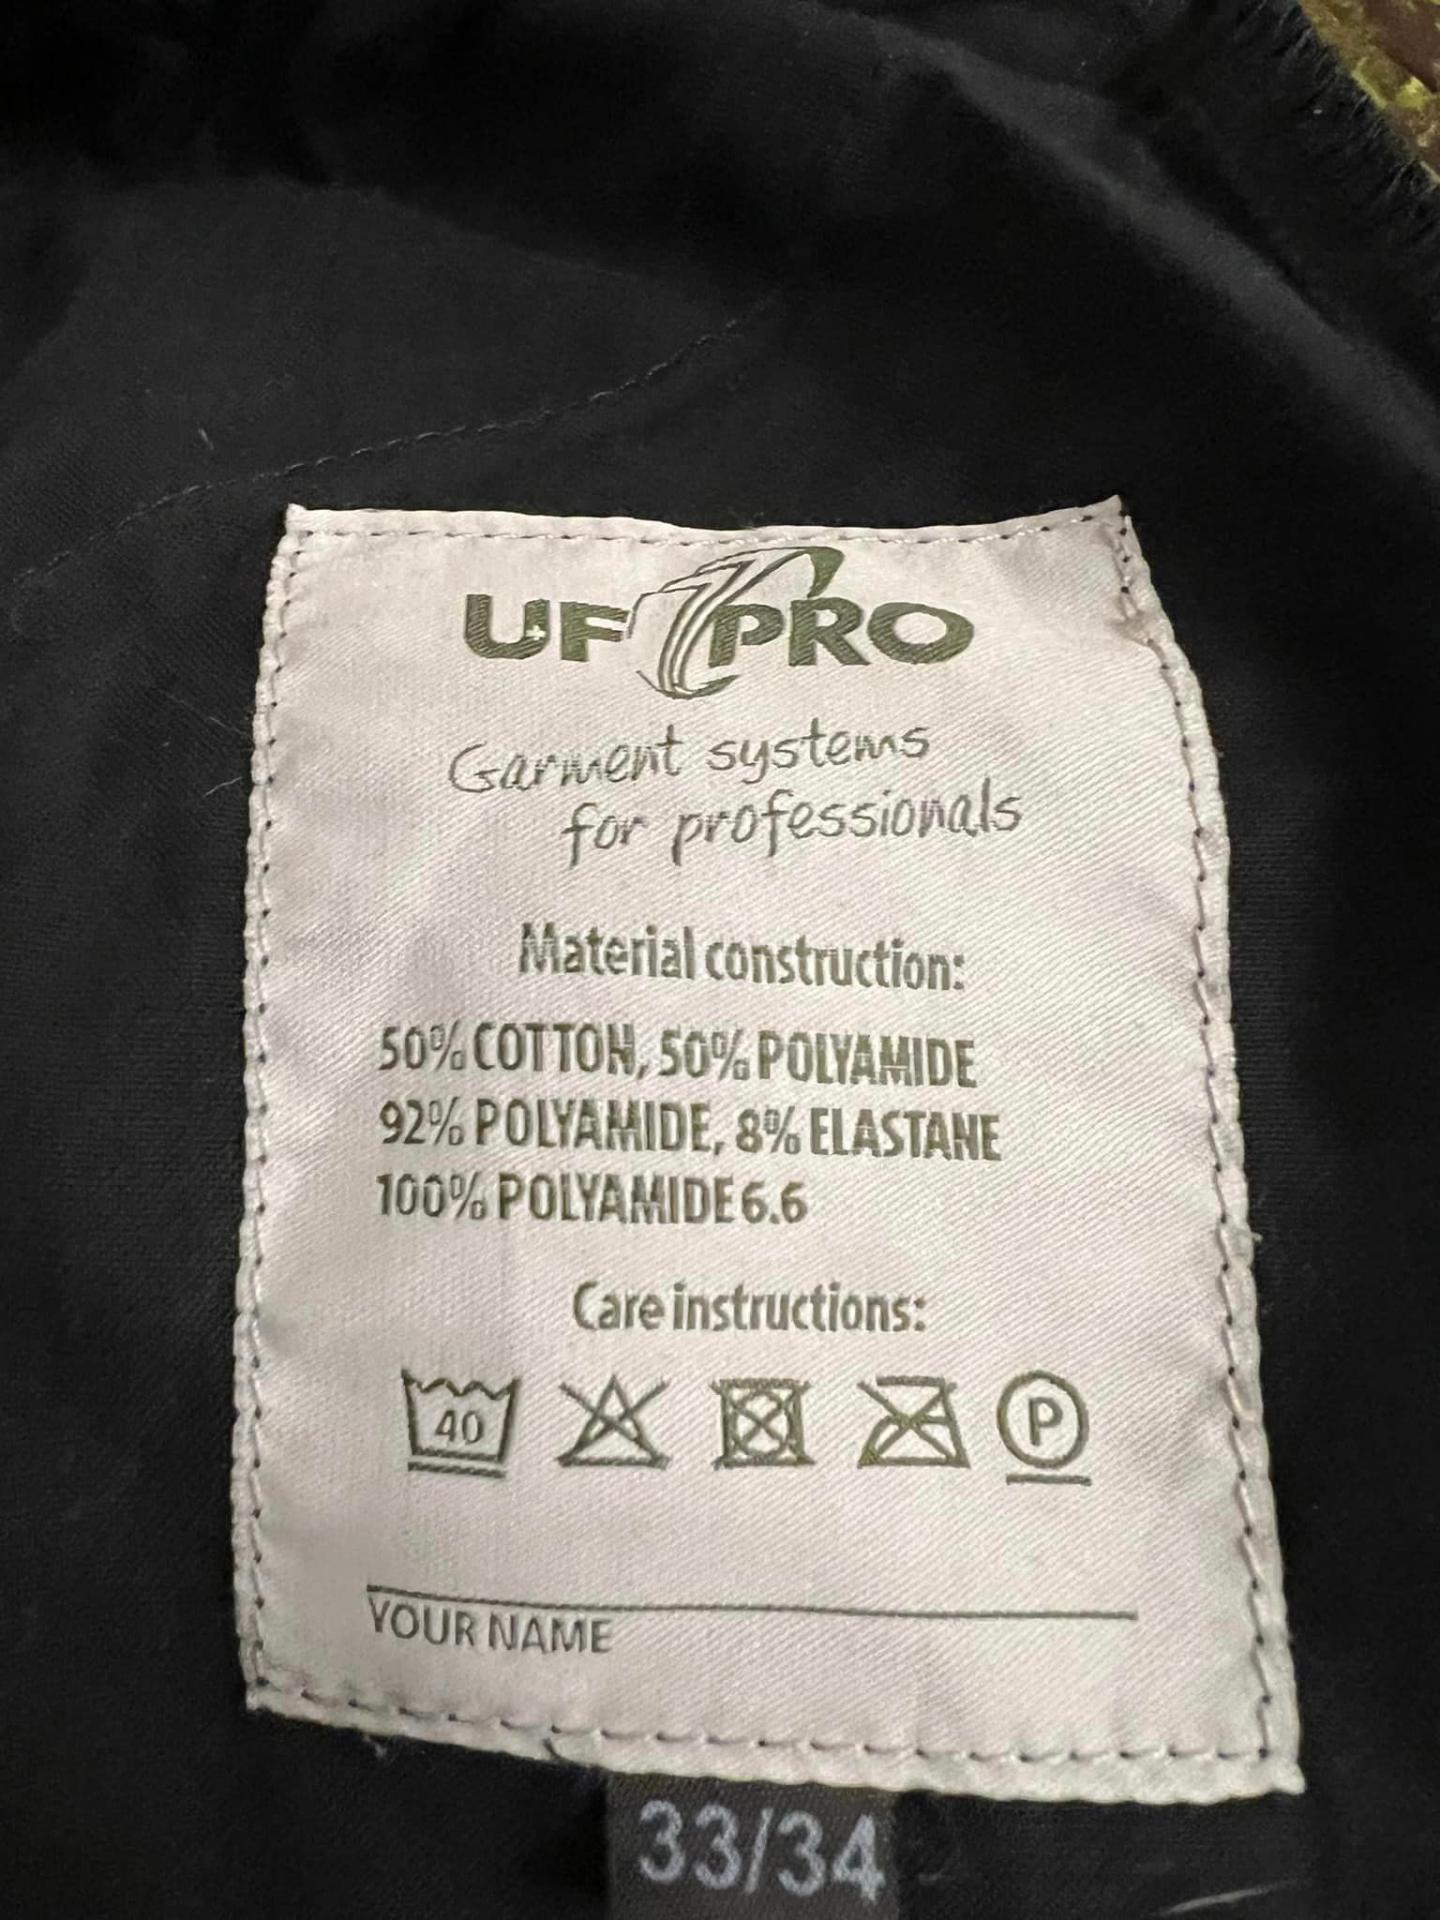 UF PRO
Garment systems
for professionals
Material construction:
50% COTTON, 50% POLYAMIDE
92% POLYAMIDE, 8% ELASTANE
100% POLYAMIDE 6.6
Care instructions:
40 P
YOUR NAME
33/34